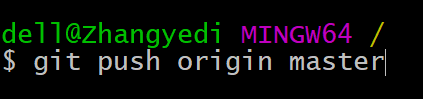 dell@Zhangyedi MINGW64 /
$ git push origin master